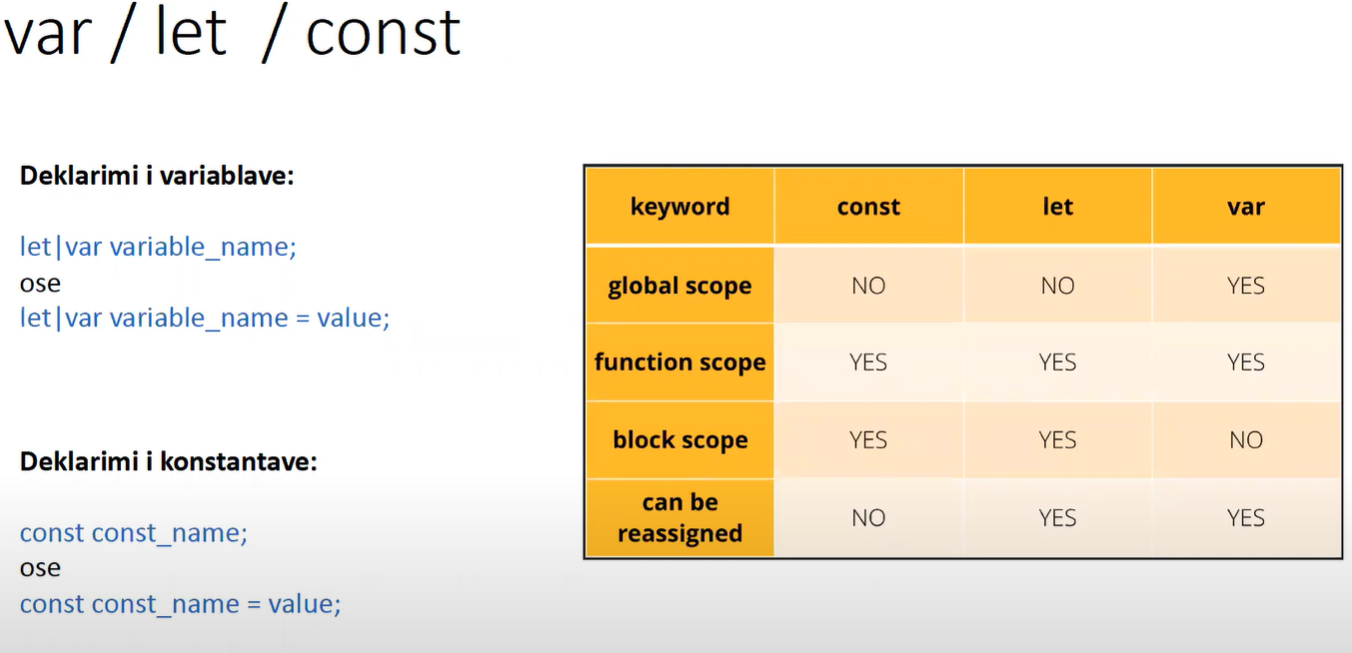 var / let / const
Deklarimi i variablave:
let|var variable_name;
ose
let|var variable_name = value;
Deklarimi i konstantave:
const const_name;
ose
const const_name = value;
keyword const let var
global scope NO NO YES
function scope YES YES YES
block scope YES YES NO
can be
reassigned NO YES YES